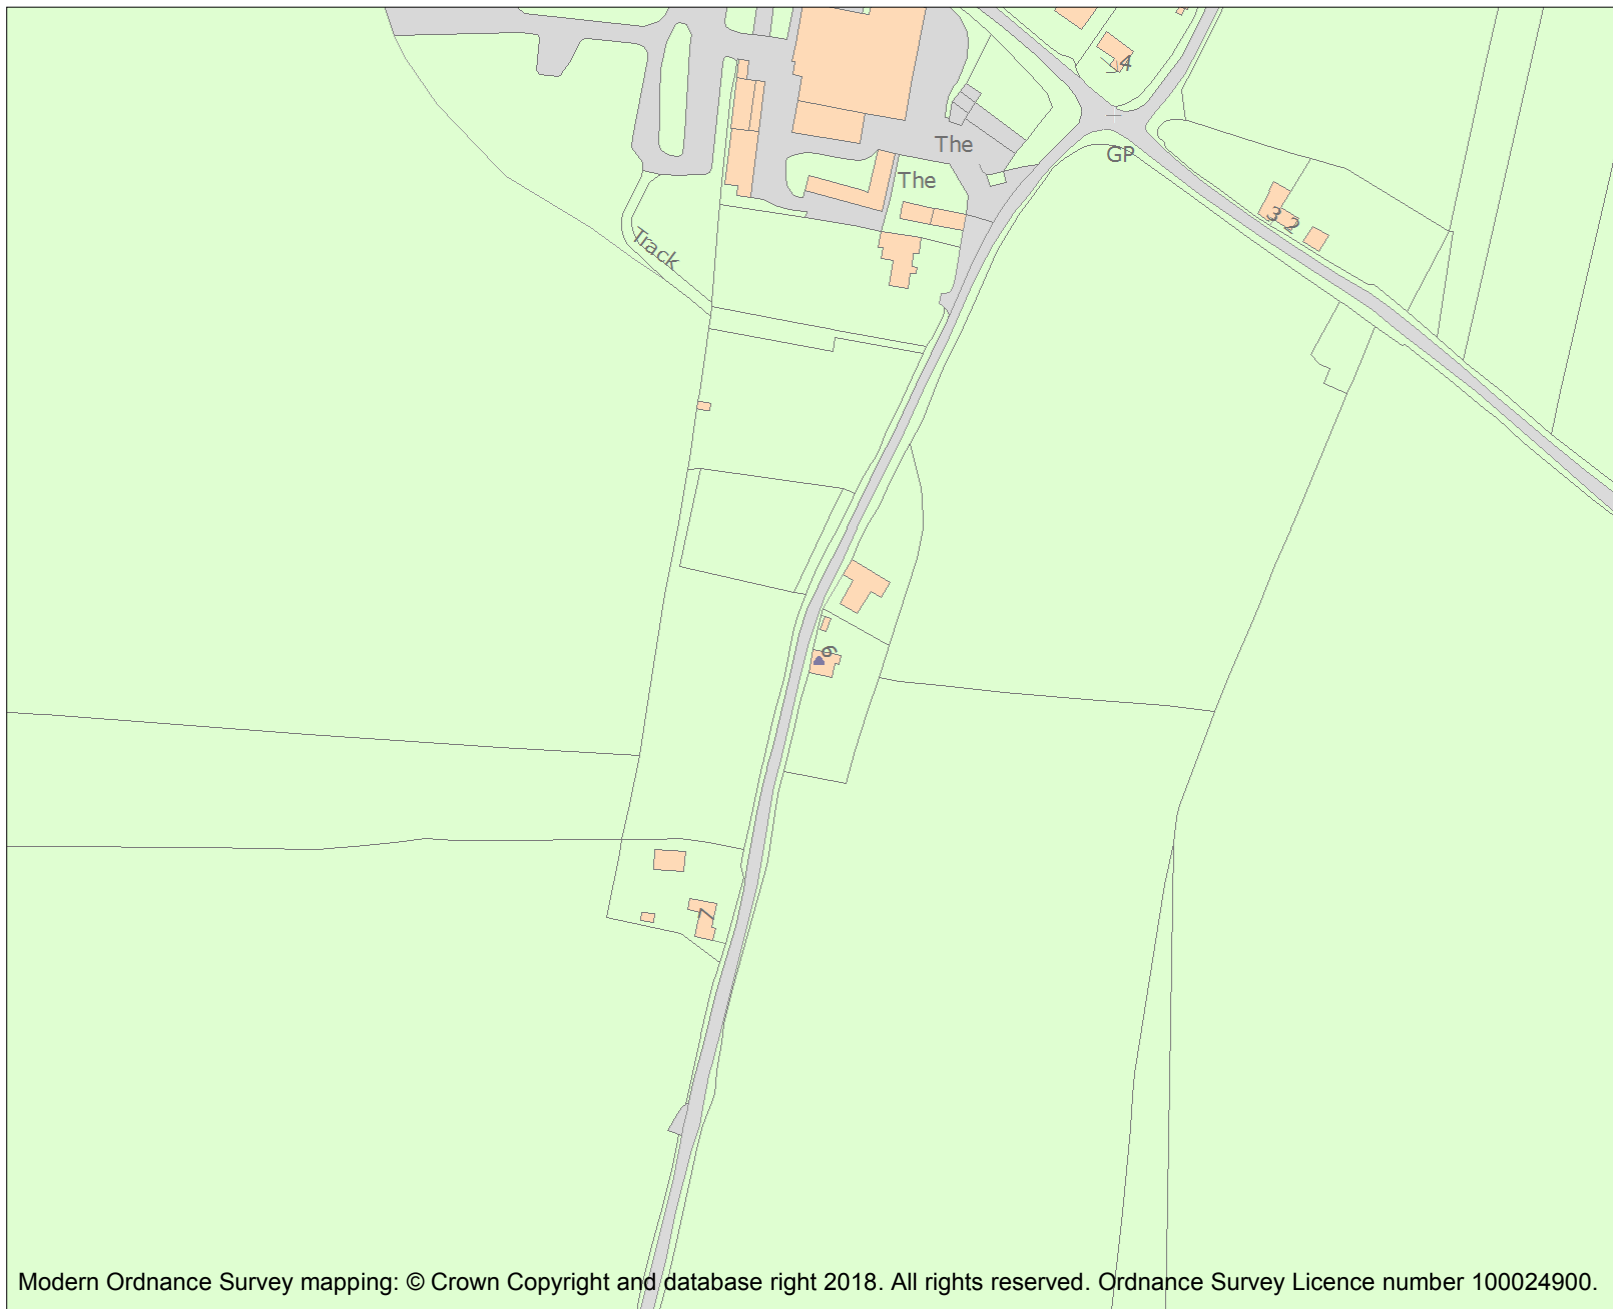 4
The
GP
The
3 2
Track
6
7
Modern Ordnance Survey mapping: © Crown Copyright and database right 2018. All rights reserved. Ordnance Survey Licence number 100024900.